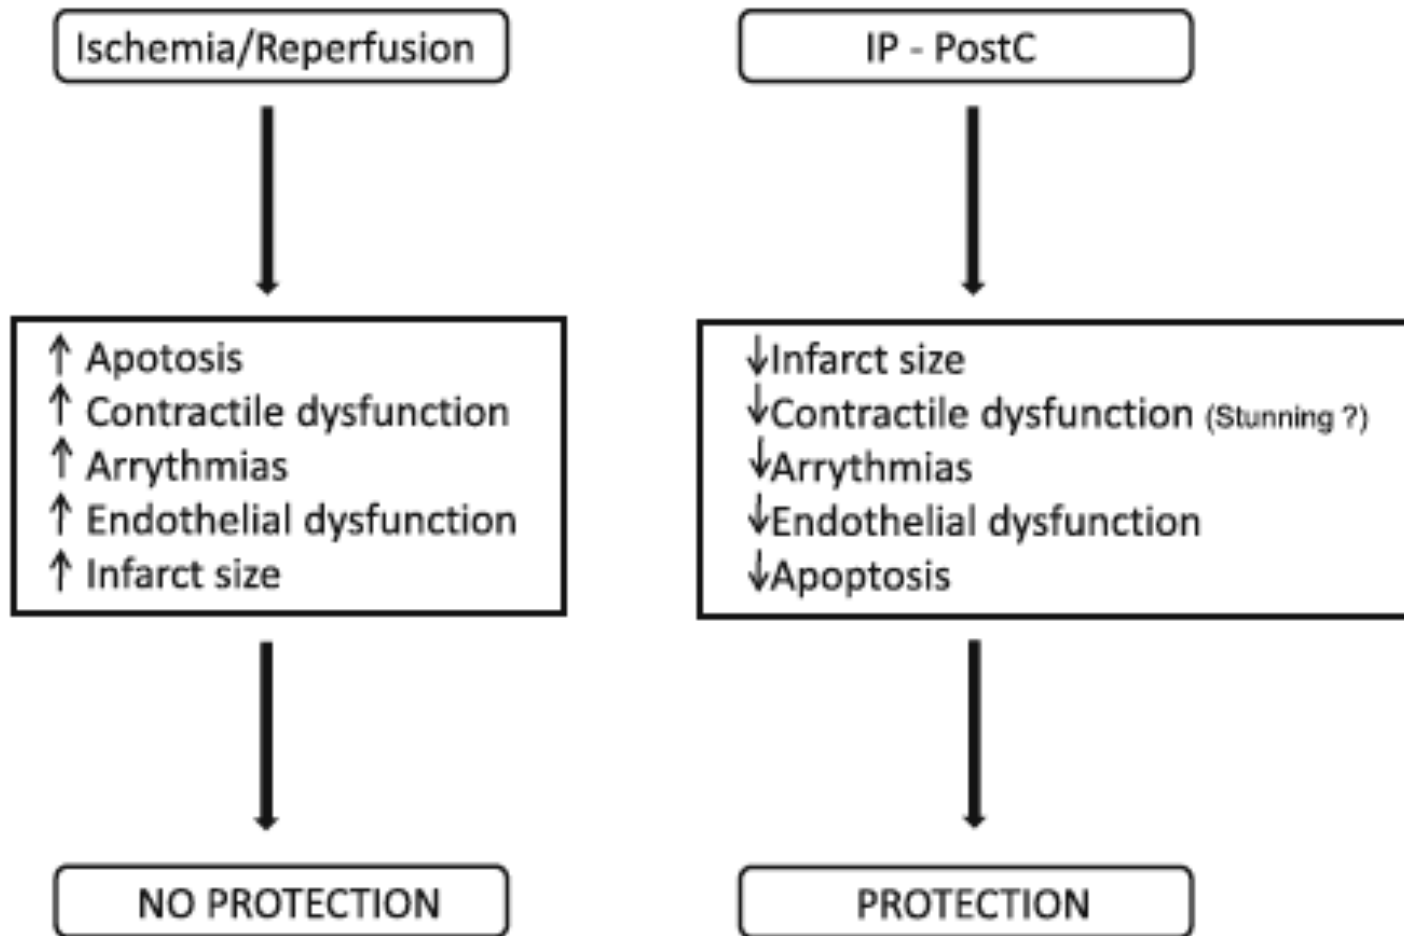 Ischemia/Reperfusion
↑ Apotosis
↑ Contractile dysfunction
↑ Arrythmias
↑ Endothelial dysfunction
↑ Infarct size
NO PROTECTION
IP - PostC
↓Infarct size
↓Contractile dysfunction (Stunning ?)
↓Arrythmias
↓Endothelial dysfunction
↓Apoptosis
PROTECTION